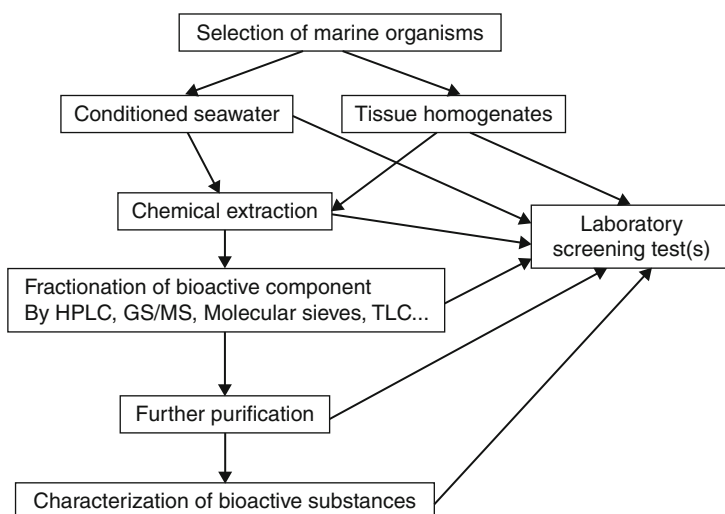 Selection of marine organisms
Conditioned seawater
Tissue homogenates
Chemical extraction
Laboratory
screening test(s)
Fractionation of bioactive component
By HPLC, GS/MS, Molecular sieves, TLC...
Further purification
Characterization of bioactive substances